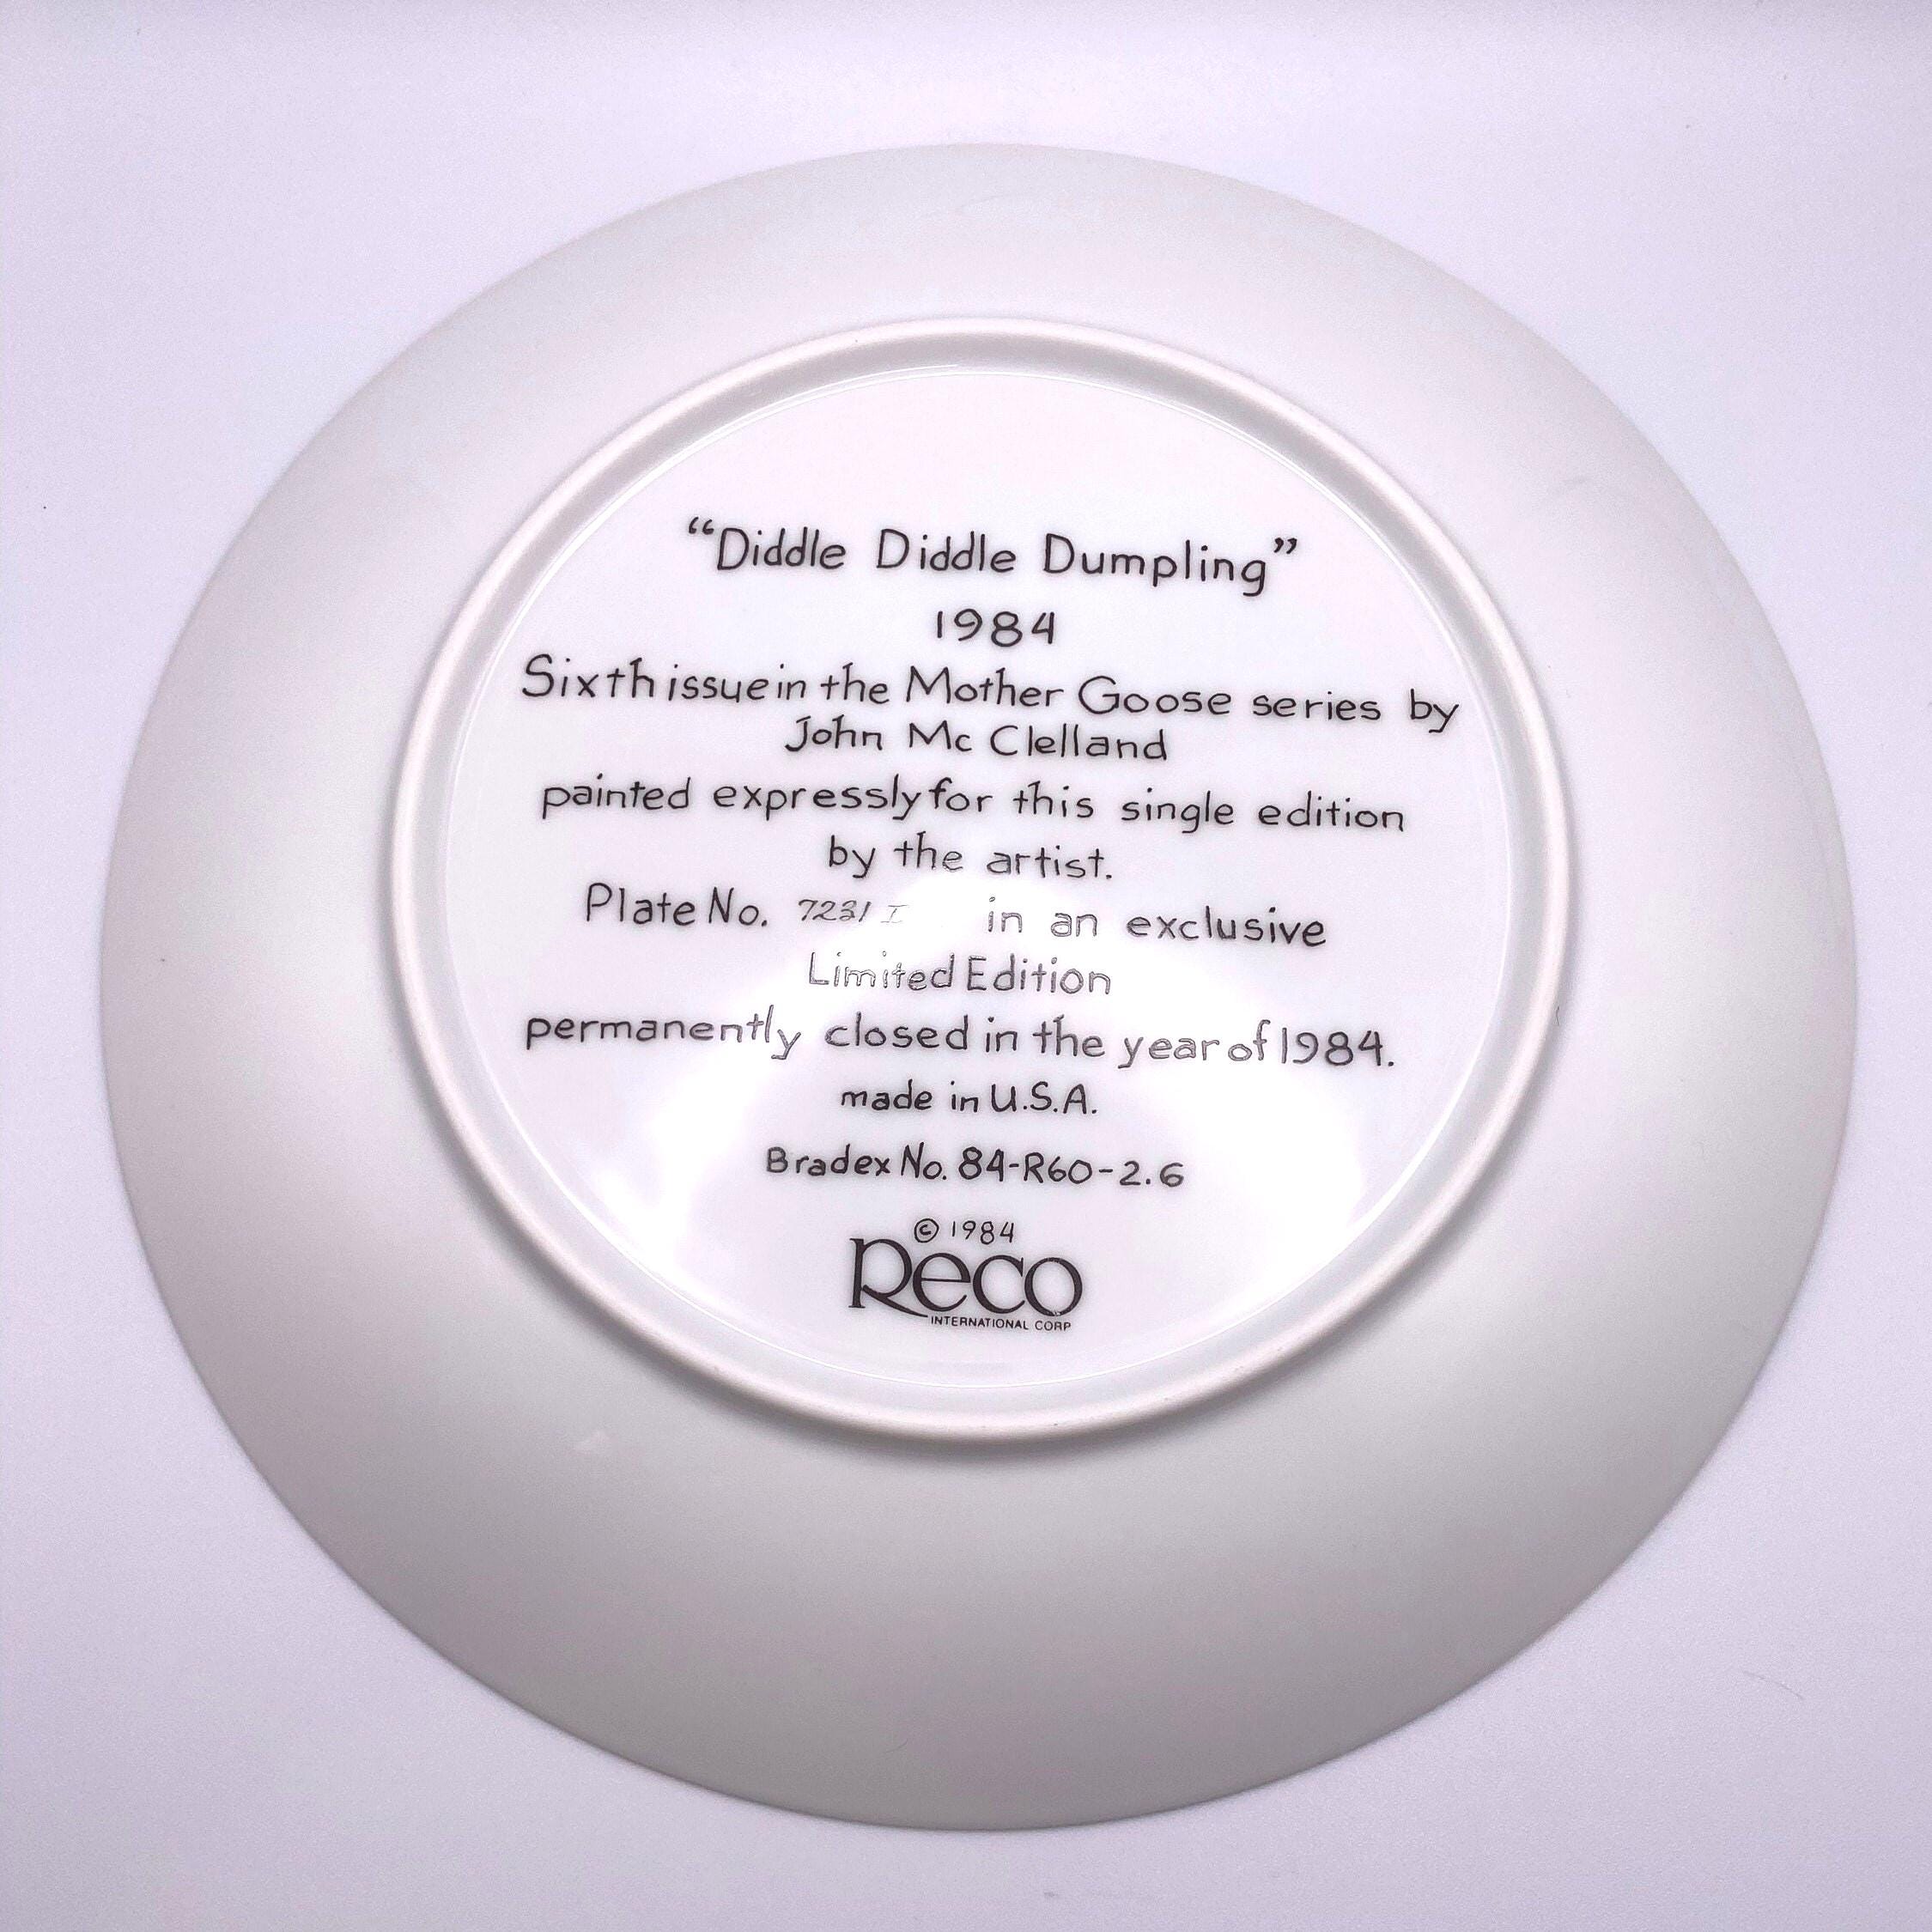 “Diddle Diddle Dumpling”
1984
Sixth issue in the Mother Goose series by
John Mc Clelland
painted expressly for this single edition
by the artist.
Plate No. 7231 I in an exclusive
Limited Edition
permanently closed in the year of 1984.
made in U.S.A.
Bradex No. 84-R60-2.6
© 1984
Reco
INTERNATIONAL CORP